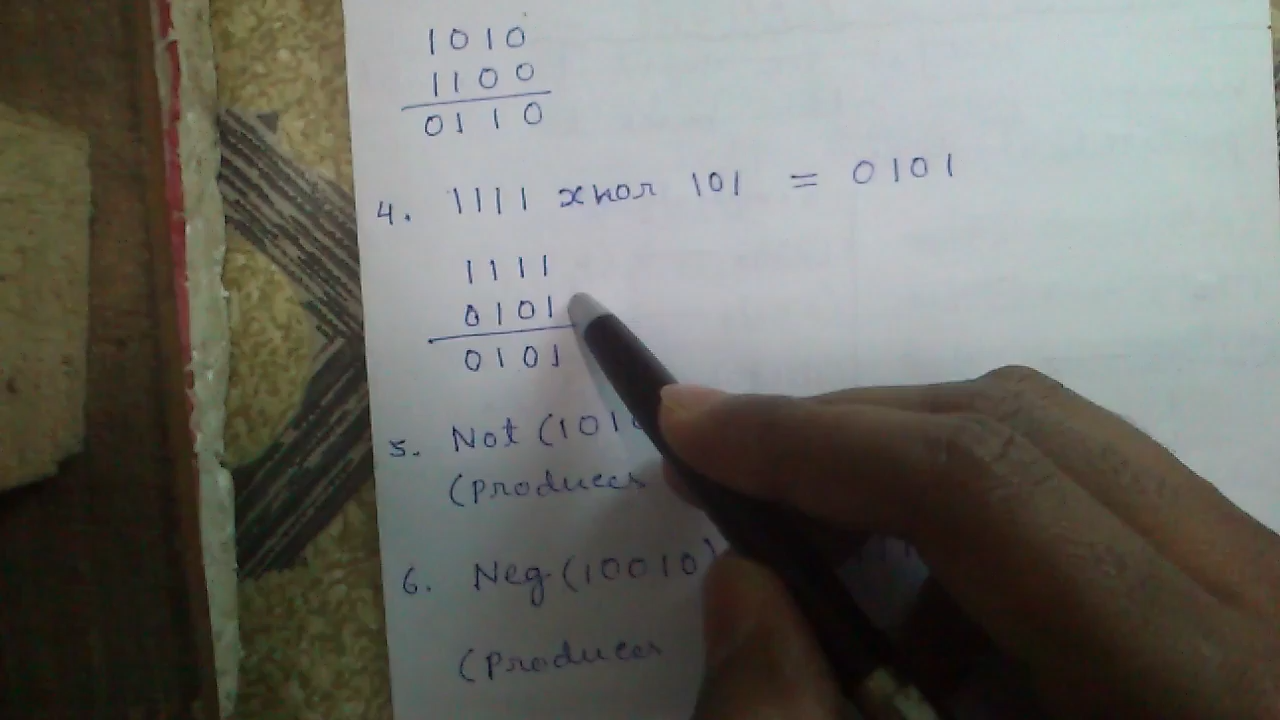 1010
1100
0110
4. 1111 xnor 101 = 0101
1111
0101
0101
5. Not (101
(Produces
6. Neg (10010)
(Produces